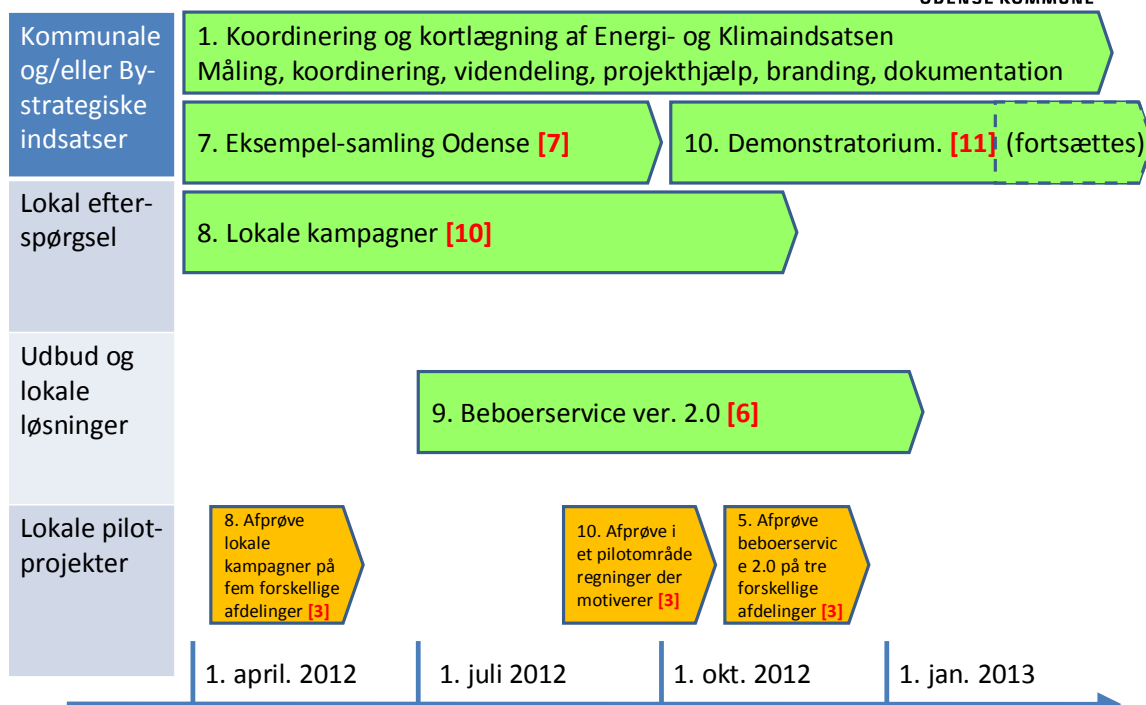 ODENSE KOMMUNE
Kommunale
og/eller By-
strategiske
indsatser
1. Koordinering og kortlægning af Energi- og Klimaindsatsen
Måling, koordinering, videndeling, projekthjælp, branding, dokumentation
7. Eksempel-samling Odense [7]
10. Demonstratorium. [11] (fortsættes)
Lokal efter-
spørgsel
8. Lokale kampagner [10]
Udbud og
lokale
løsninger
9. Beboerservice ver. 2.0 [6]
Lokale pilot-
projekter
8. Afprøve
lokale
kampagner på
fem forskellige
afdelinger [3]
10. Afprøve i
et pilotområde
regninger der
motiverer [3]
5. Afprøve
beboerservic
e 2.0 på tre
forskellige
afdelinger [3]
1. april. 2012
1. juli 2012
1. okt. 2012
1. jan. 2013